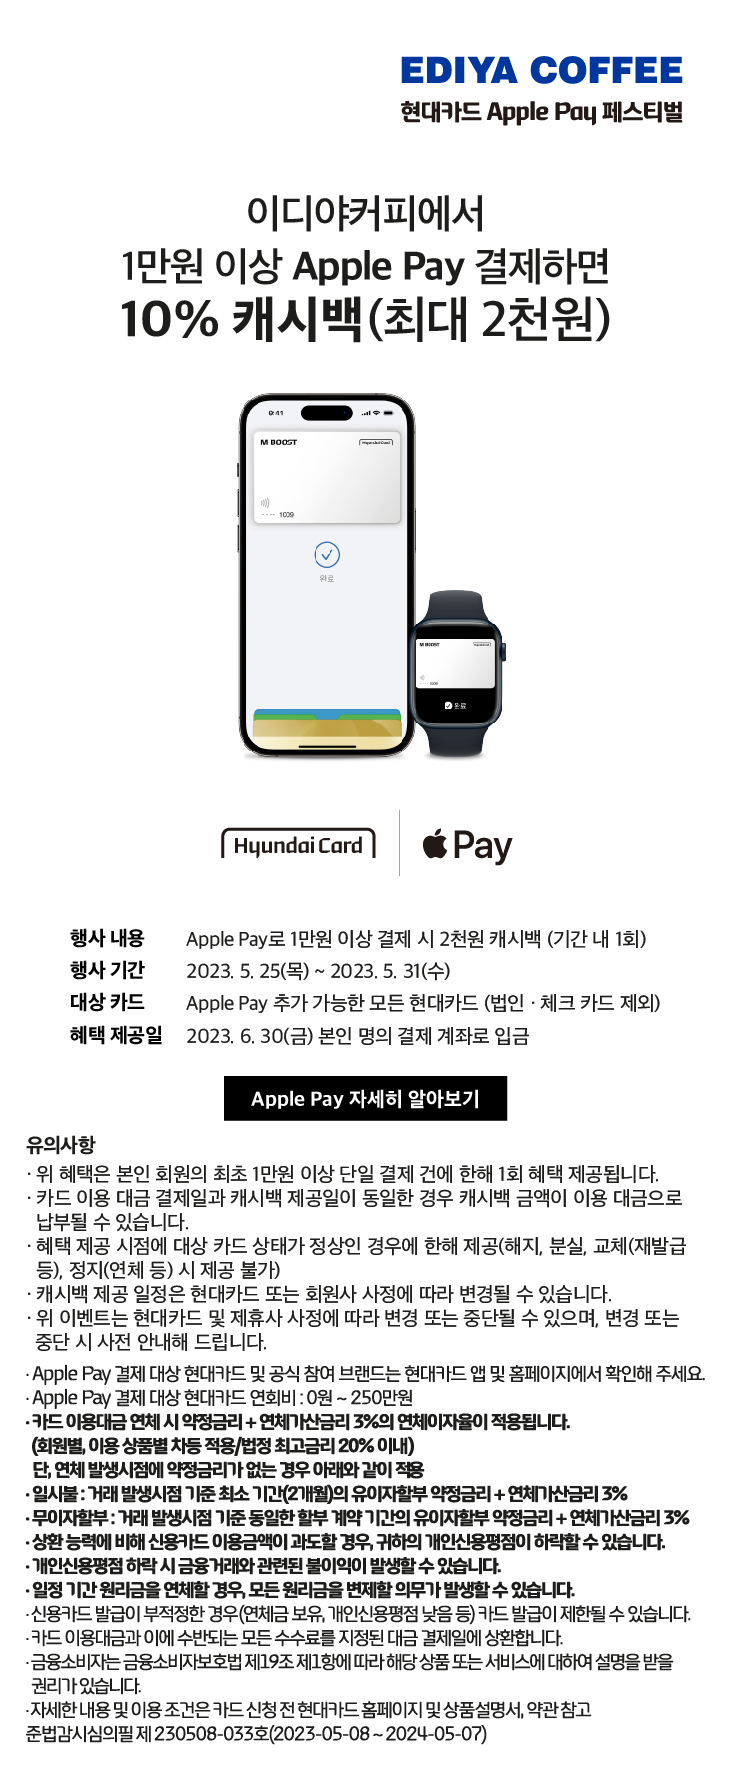 EDIYA COFFEE
현대카드 Apple Pay 페스티벌
이디야커피에서
1만원 이상 Apple Pay 결제하면
10% 캐시백(최대 2천원)
9:41
M BOOST
Hyundai Card
···· 1009
완료
M BOOST
Hyundai Card
···· 1009
완료
Hyundai Card
Pay
행사 내용 Apple Pay로 1만원 이상 결제 시 2천원 캐시백 (기간 내 1회)
행사 기간 2023. 5. 25(목) ~ 2023. 5. 31(수)
대상 카드 Apple Pay 추가 가능한 모든 현대카드 (법인 · 체크 카드 제외)
혜택 제공일 2023. 6. 30(금) 본인 명의 결제 계좌로 입금
Apple Pay 자세히 알아보기
유의사항
· 위 혜택은 본인 회원의 최초 1만원 이상 단일 결제 건에 한해 1회 혜택 제공됩니다.
· 카드 이용 대금 결제일과 캐시백 제공일이 동일한 경우 캐시백 금액이 이용 대금으로
납부될 수 있습니다.
· 혜택 제공 시점에 대상 카드 상태가 정상인 경우에 한해 제공(해지, 분실, 교체(재발급
등), 정지(연체 등) 시 제공 불가)
· 캐시백 제공 일정은 현대카드 또는 회원사 사정에 따라 변경될 수 있습니다.
· 위 이벤트는 현대카드 및 제휴사 사정에 따라 변경 또는 중단될 수 있으며, 변경 또는
중단 시 사전 안내해 드립니다.
· Apple Pay 결제 대상 현대카드 및 공식 참여 브랜드는 현대카드 앱 및 홈페이지에서 확인해 주세요.
· Apple Pay 결제 대상 현대카드 연회비 : 0원 ~ 250만원
· 카드 이용대금 연체 시 약정금리 + 연체가산금리 3%의 연체이자율이 적용됩니다.
(회원별, 이용 상품별 차등 적용/법정 최고금리 20% 이내)
단, 연체 발생시점에 약정금리가 없는 경우 아래와 같이 적용
· 일시불 : 거래 발생시점 기준 최소 기간(2개월)의 유이자할부 약정금리 + 연체가산금리 3%
· 무이자할부 : 거래 발생시점 기준 동일한 할부 계약 기간의 유이자할부 약정금리 + 연체가산금리 3%
· 상환 능력에 비해 신용카드 이용금액이 과도할 경우, 귀하의 개인신용평점이 하락할 수 있습니다.
· 개인신용평점 하락 시 금융거래와 관련된 불이익이 발생할 수 있습니다.
· 일정 기간 원리금을 연체할 경우, 모든 원리금을 변제할 의무가 발생할 수 있습니다.
· 신용카드 발급이 부적정한 경우(연체금 보유, 개인신용평점 낮음 등) 카드 발급이 제한될 수 있습니다.
· 카드 이용대금과 이에 수반되는 모든 수수료를 지정된 대금 결제일에 상환합니다.
· 금융소비자는 금융소비자보호법 제19조 제1항에 따라 해당 상품 또는 서비스에 대하여 설명을 받을
권리가 있습니다.
· 자세한 내용 및 이용 조건은 카드 신청 전 현대카드 홈페이지 및 상품설명서, 약관 참고
준법감시심의필 제 230508-033호(2023-05-08 ~ 2024-05-07)